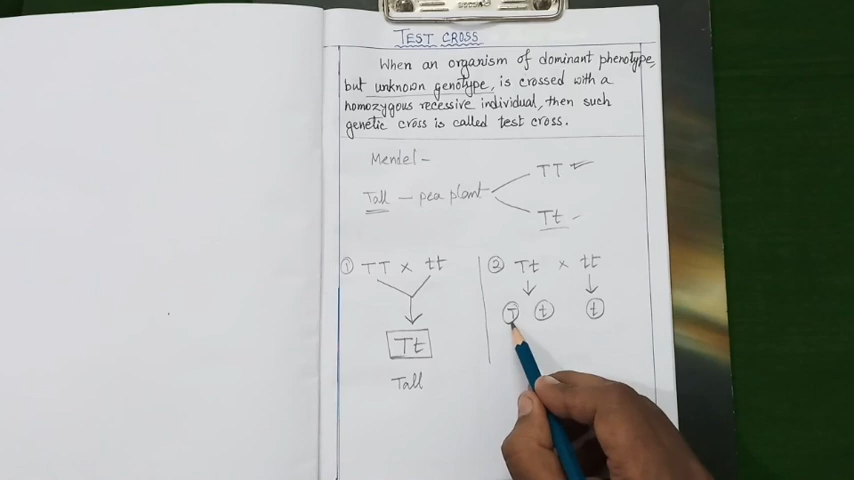 TEST CROSS
When an organism of dominant phenotype,
but unknown genotype, is crossed with a
homozygous recessive individual, then such
genetic cross is called test cross.
Mendel -
TT
Tall - pea plant
Tt
① TT × tt
② Tt × tt
T t t
Tt
Tall